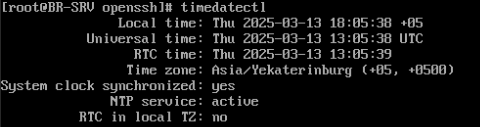 [root@BR-SRV openssh]# timedatectl
Local time: Thu 2025-03-13 18:05:38 +05
Universal time: Thu 2025-03-13 13:05:38 UTC
RTC time: Thu 2025-03-13 13:05:39
Time zone: Asia/Yekaterinburg (+05, +0500)
System clock synchronized: yes
NTP service: active
RTC in local TZ: no